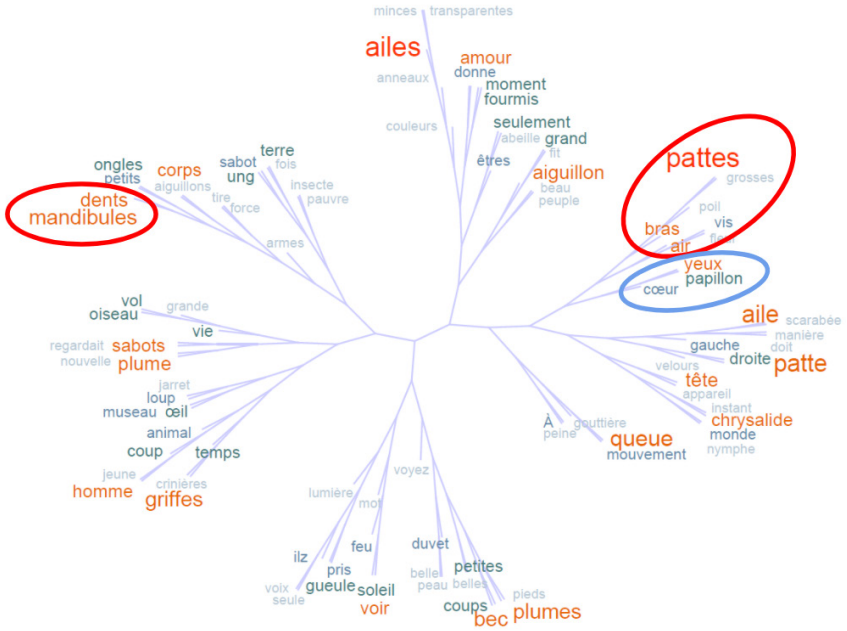 minces transparentes
ailes
amour
donne
anneaux
moment
fourmis
couleurs
seulement
abeille grand
fit
êtres
aiguillon
beau
peuple
pattes
grosses
poil
vis
bras
air
yeux
papillon
cœur
aile
scarabée
manière
gauche
doit
droite patte
velours
tête
appareil
instant
chrysalide
monde
nymphe
À
gouttière
peine
queue
mouvement
terre
sabot fois
ung
ongles
corps
petits
aiguillons
insecte
pauvre
dents
tire
force
mandibules
armes
vol
oiseau
grande
vie
regardait sabots
nouvelle plume
jarret
loup
museau œil
animal
coup temps
jeune
crinières
homme griffes
lumière
voyez
mot
ilz
feu
duvet
pris
voix
gueule soleil
seule
voir
petites
belle
peau belles
pieds
coups
bec plumes